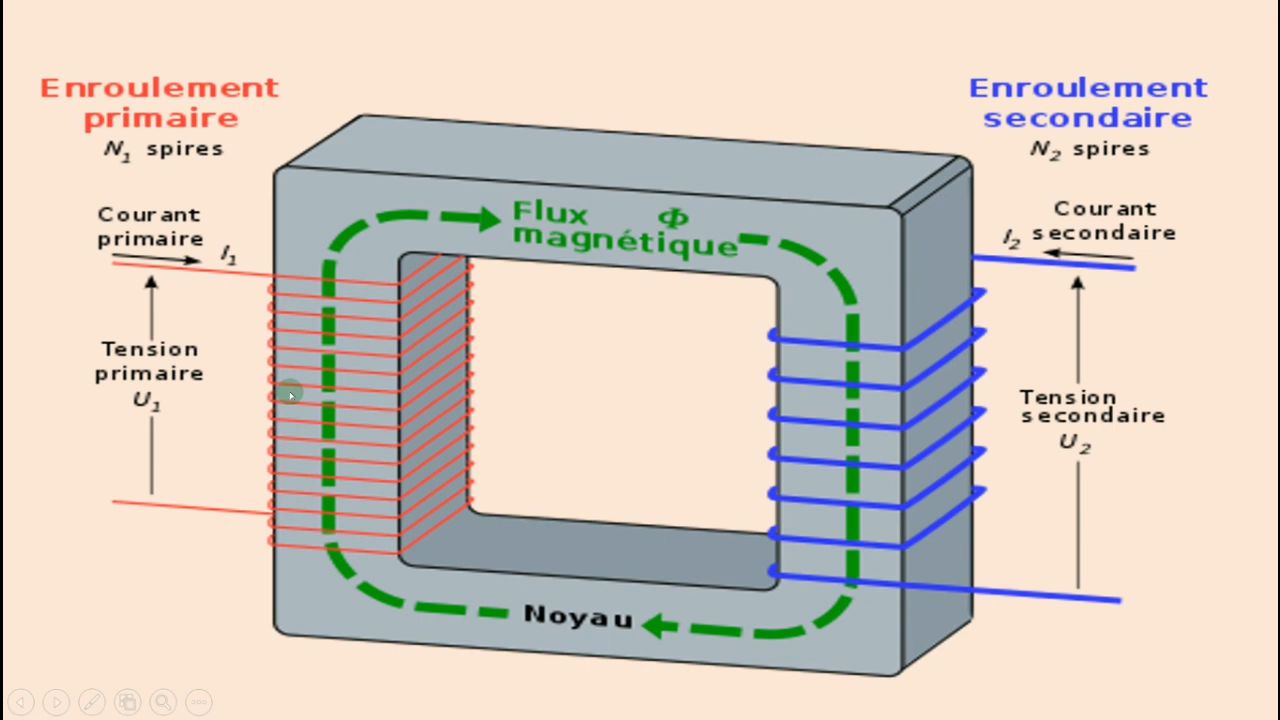 Enroulement
primaire
N1 spires
Courant
primaire
I1
Tension
primaire
U1
Flux Φ
magnétique
Noyau
Enroulement
secondaire
N2 spires
Courant
I2 secondaire
Tension
secondaire
U2